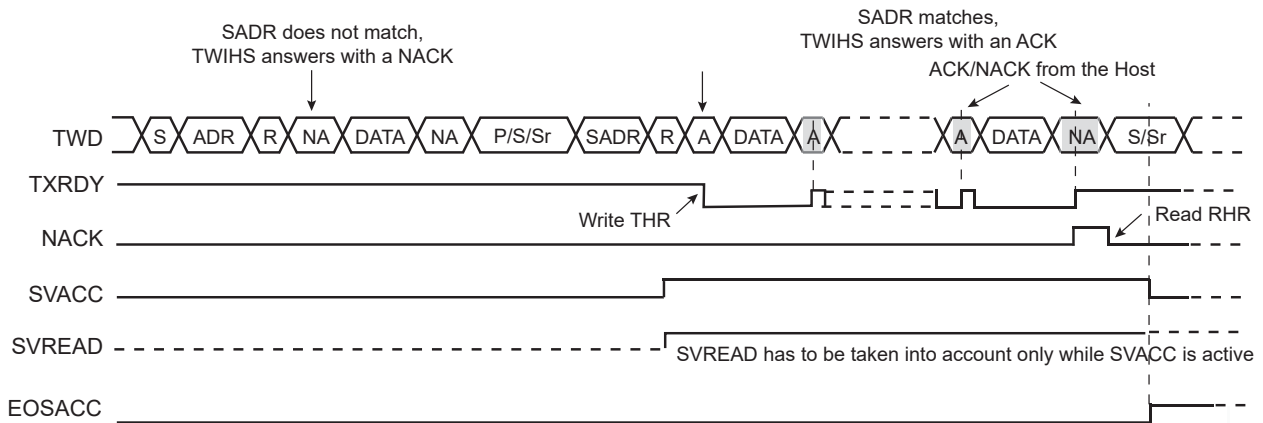 SADR does not match,
TWIHS answers with a NACK
SADR matches,
TWIHS answers with an ACK
ACK/NACK from the Host
TWD S ADR R NA DATA NA P/S/Sr SADR R A DATA A A DATA NA S/Sr
TXRDY
Write THR
Read RHR
NACK
SVACC
SVREAD
SVREAD has to be taken into account only while SVACC is active
EOSACC